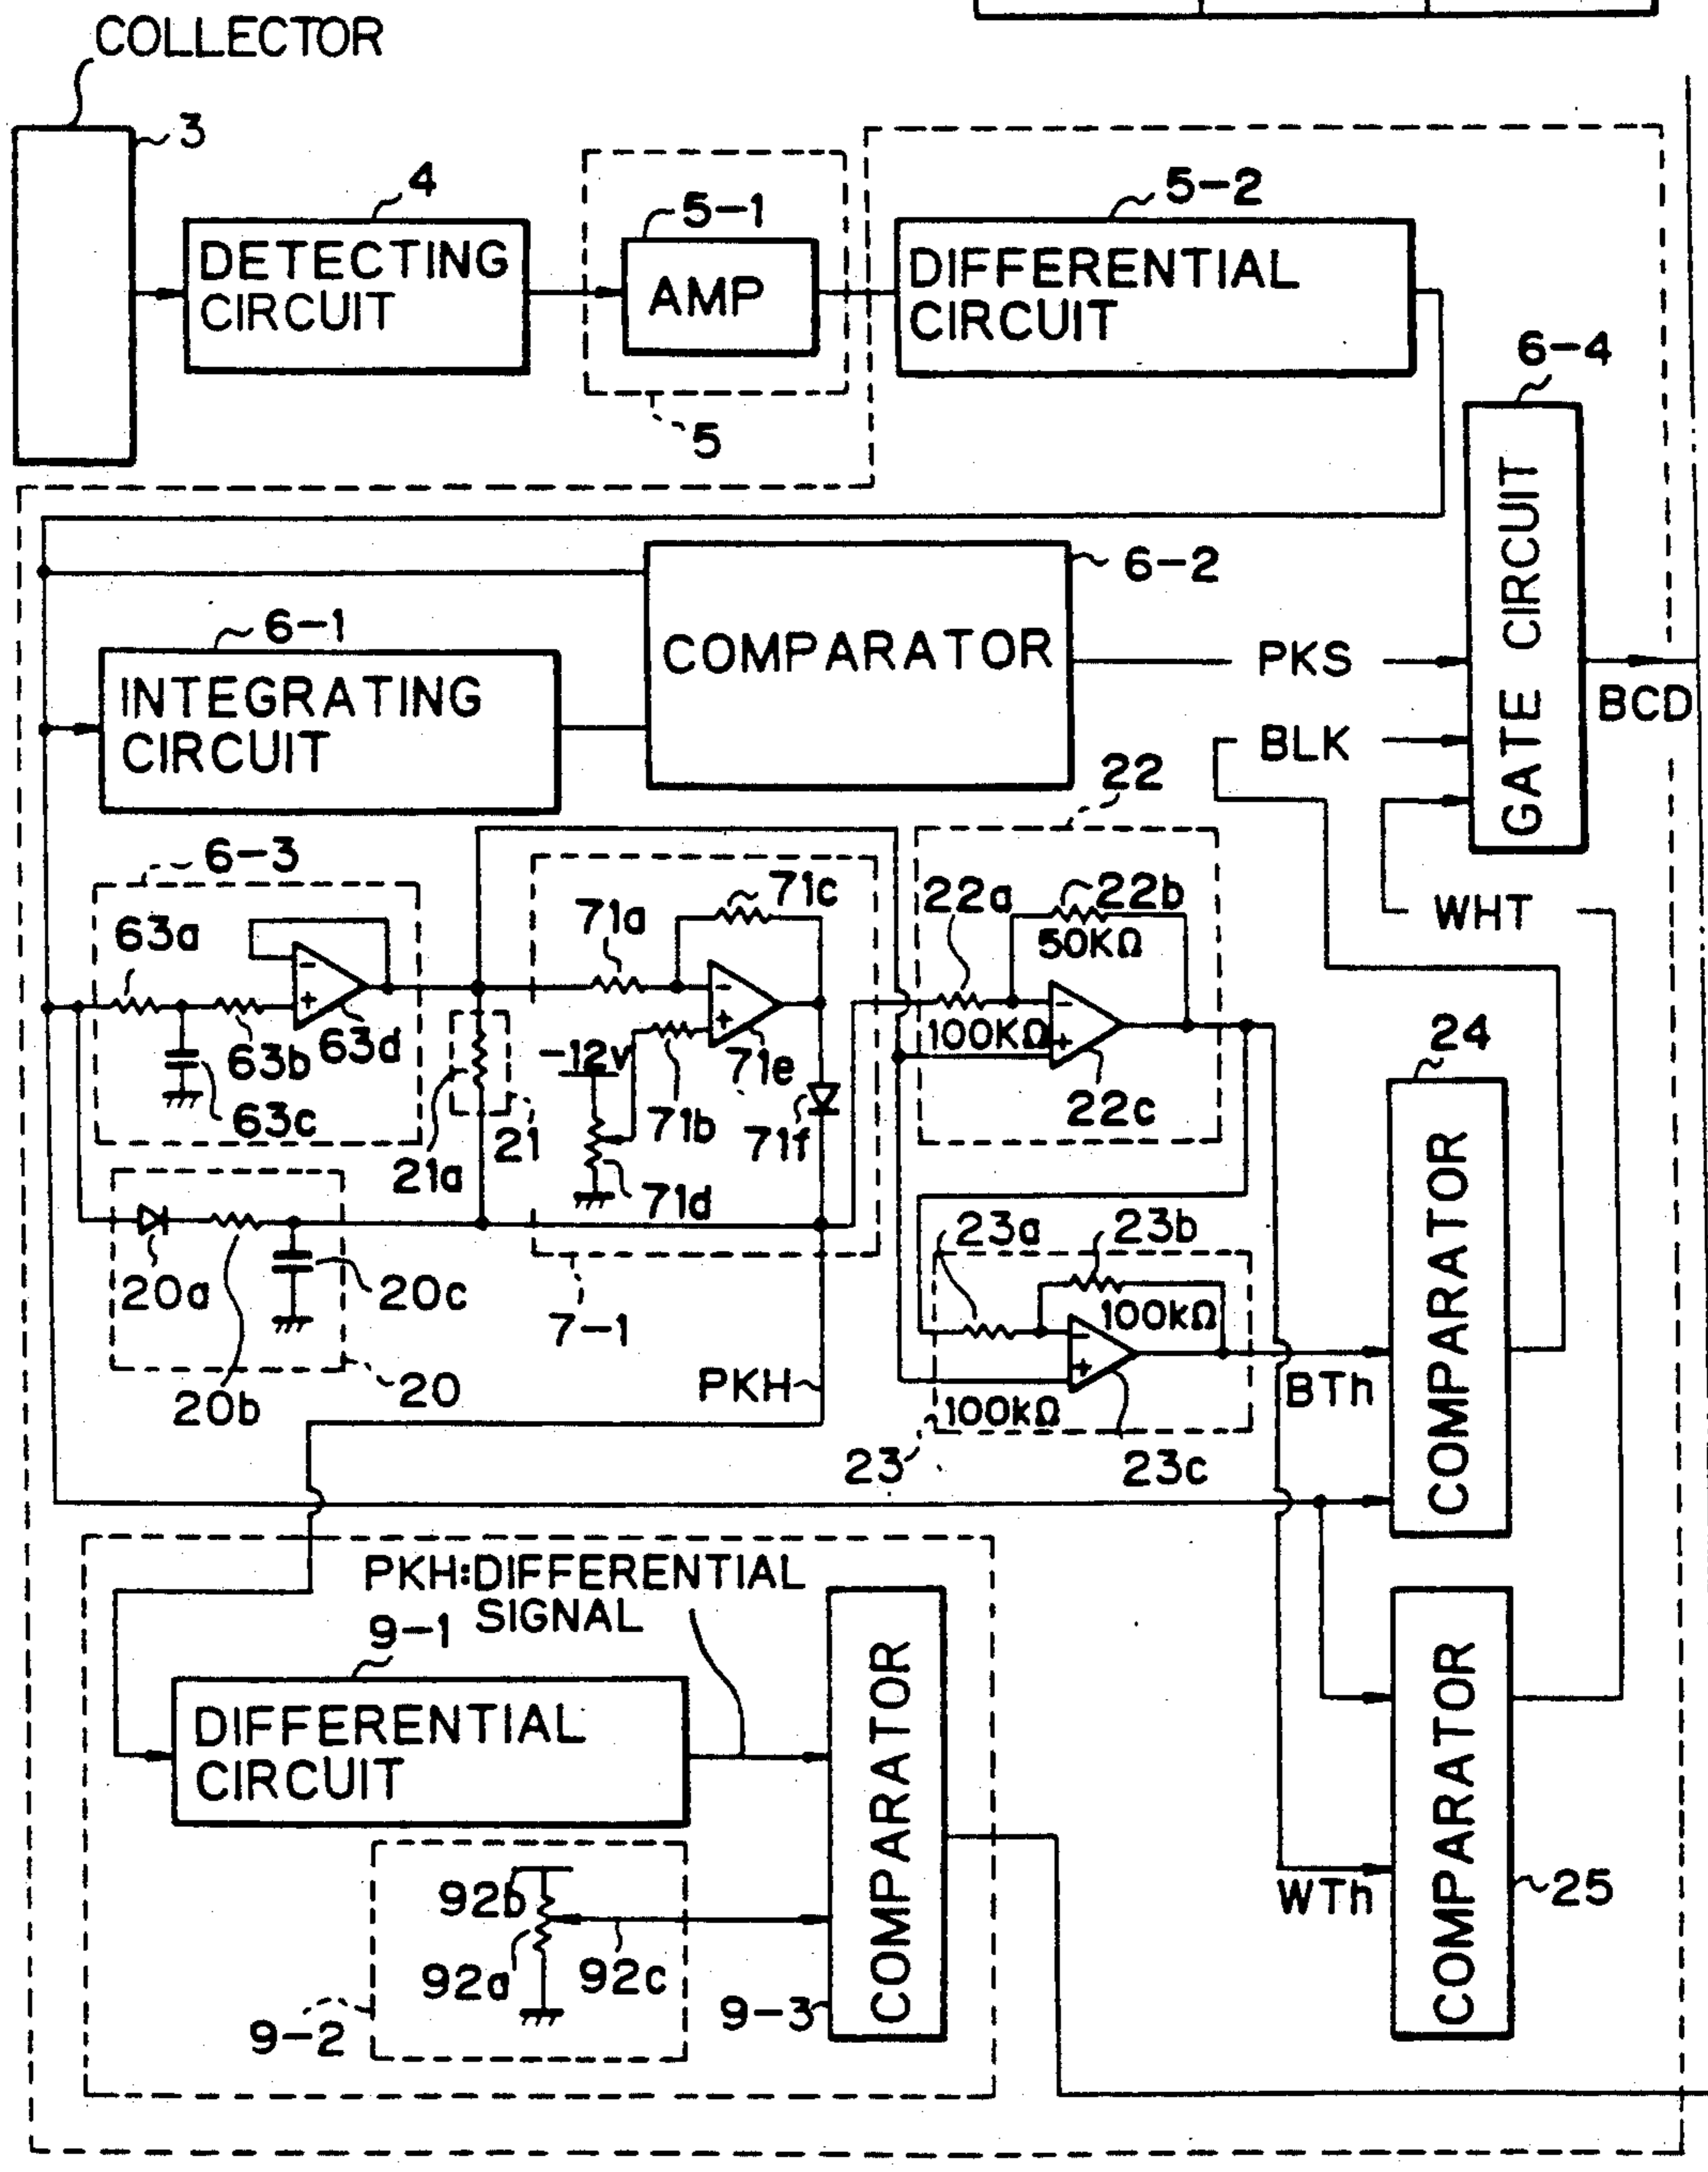 COLLECTOR
3
4
DETECTING
CIRCUIT
5-1
AMP
5
5-2
DIFFERENTIAL
CIRCUIT
6-4
GATE CIRCUIT
6-2
COMPARATOR
6-1
INTEGRATING
CIRCUIT
PKS
BLK
WHT
BCD
22
6-3
63a
63b
63c
63d
-
+
71a
71c
-
+
71e
-12v
71b
71f
71d
21a
21
7-1
22a
22b
50KΩ
100KΩ
-
+
22c
24
COMPARATOR
20a
20b
20c
20
PKH
23a
23b
100kΩ
-
+
100kΩ
23
23c
BTh
PKH:DIFFERENTIAL
SIGNAL
9-1
DIFFERENTIAL
CIRCUIT
COMPARATOR
9-3
92b
92a
92c
9-2
COMPARATOR
WTh
25